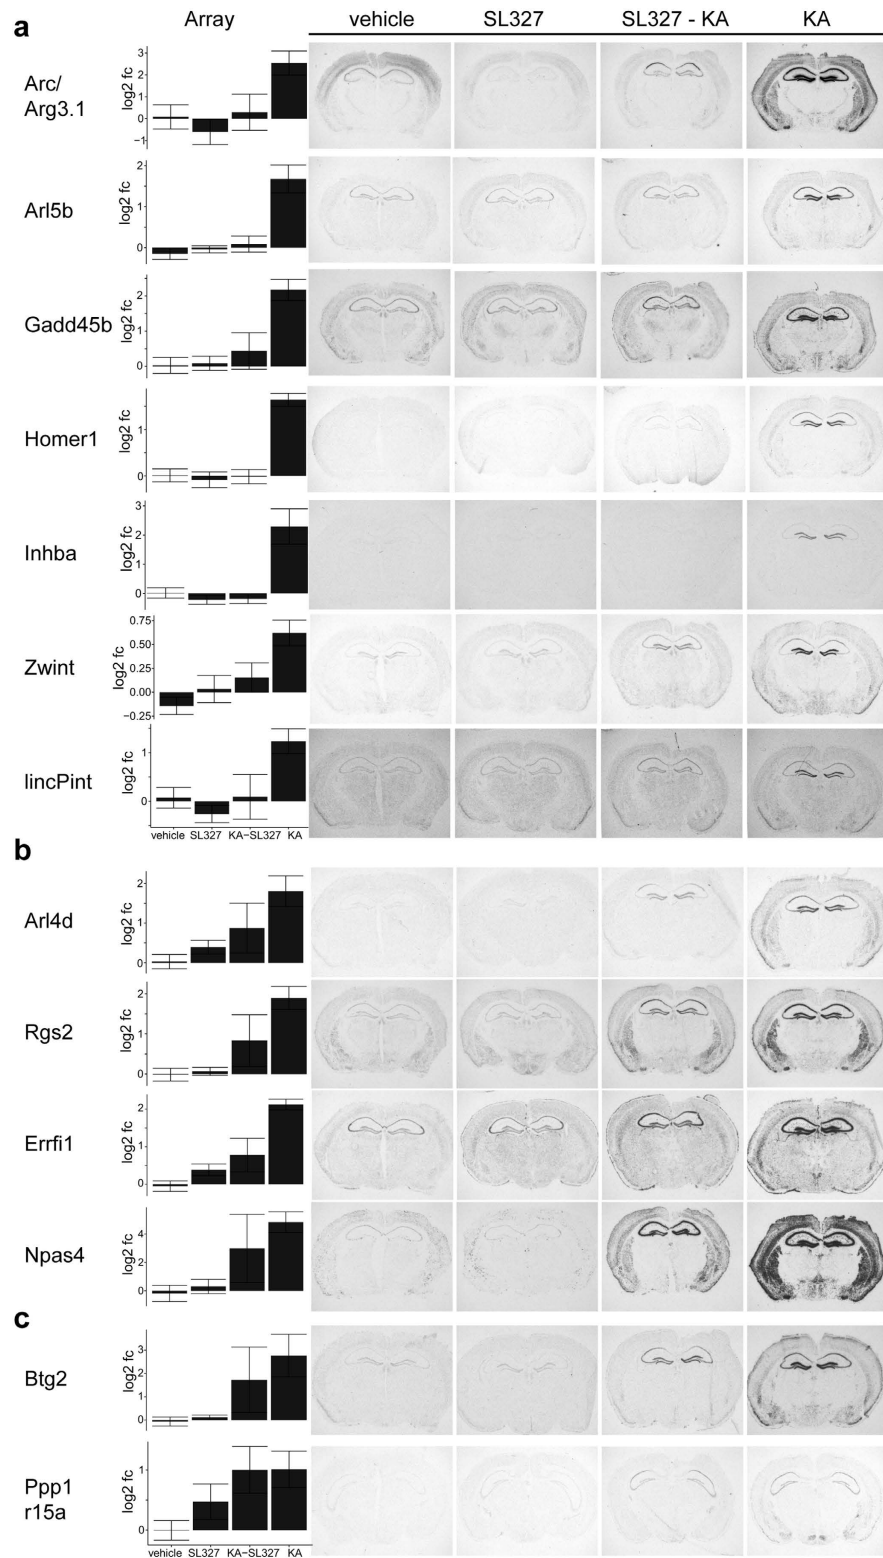 Array vehicle SL327 SL327 - KA KA
a
Arc/
Arg3.1
log2 fc
3
2
1
0
−1
Arl5b
log2 fc
2
1
0
Gadd45b
log2 fc
2
1
0
Homer1
log2 fc
1
0
Inhba
log2 fc
3
2
1
0
Zwint
log2 fc
0.75
0.50
0.25
0.00
−0.25
lincPint
log2 fc
1
0
vehicle SL327 KA−SL327 KA
b
Arl4d
log2 fc
2
1
0
Rgs2
log2 fc
2
1
0
Errfi1
log2 fc
2
1
0
Npas4
log2 fc
4
2
0
c
Btg2
log2 fc
3
2
1
0
Ppp1
r15a
log2 fc
1
0
vehicle SL327 KA−SL327 KA